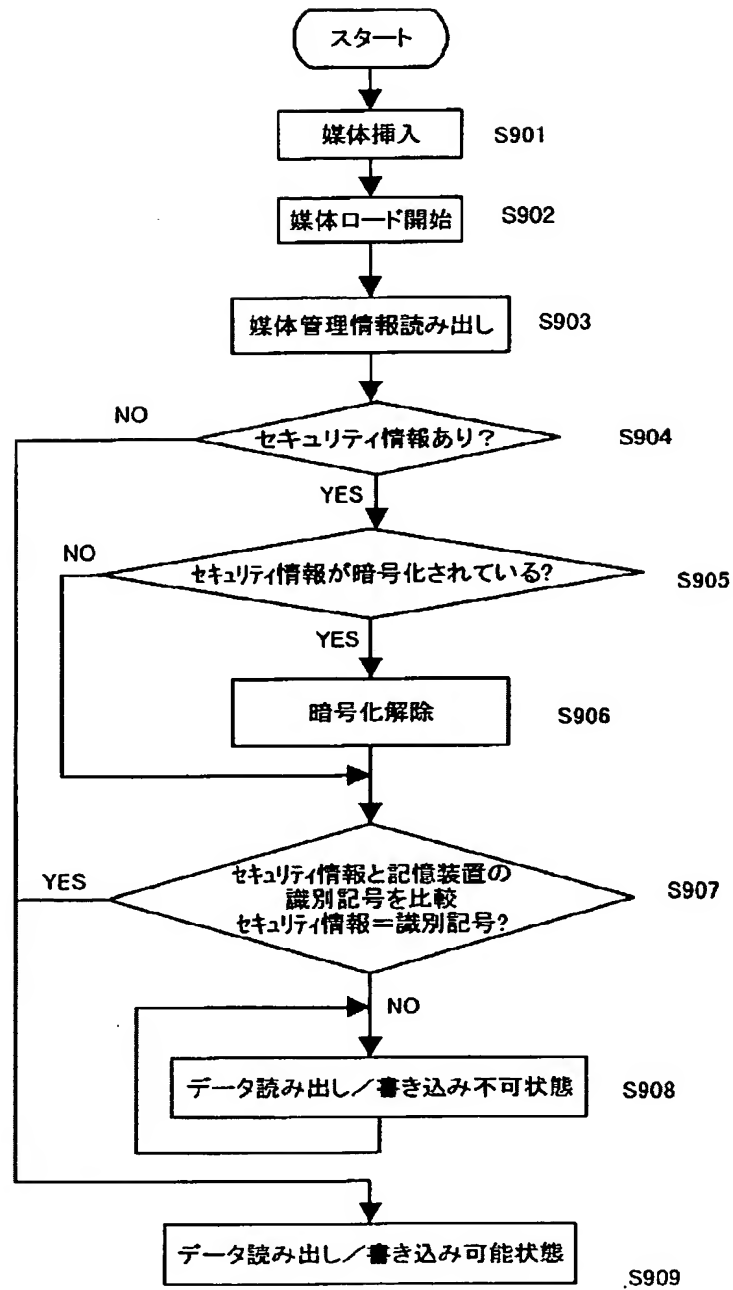 スタート
媒体挿入
S901
媒体ロード開始
S902
媒体管理情報読み出し
S903
NO
セキュリティ情報あり？
S904
YES
NO
セキュリティ情報が暗号化されている?
S905
YES
暗号化解除
S906
YES
セキュリティ情報と記憶装置の
識別記号を比較
セキュリティ情報＝識別記号?
S907
NO
データ読み出し／書き込み不可状態
S908
データ読み出し／書き込み可能状態
S909